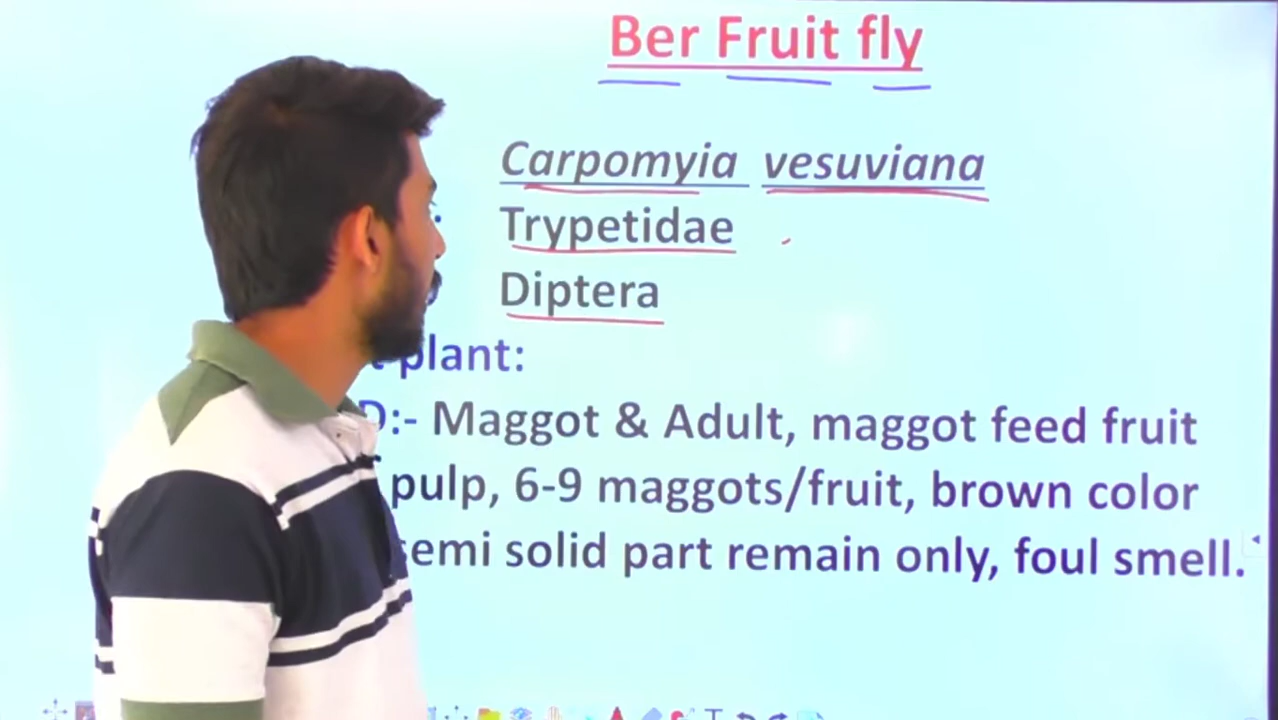 Ber Fruit fly
Carpomyia vesuviana
Trypetidae
Diptera
plant:
D:- Maggot & Adult, maggot feed fruit
pulp, 6-9 maggots/fruit, brown color
semi solid part remain only, foul smell.